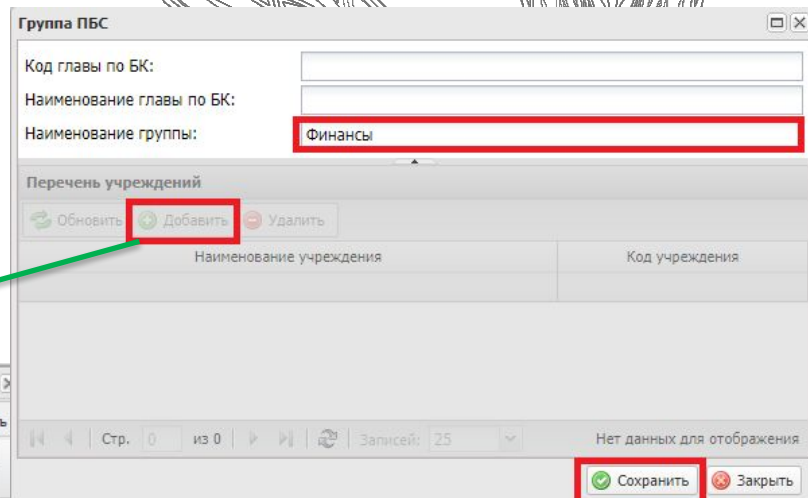 Группа ПБС
Код главы по БК:
Наименование главы по БК:
Наименование группы: Финансы
Перечень учреждений
Обновить Добавить Удалить
Наименование учреждения Код учреждения
Стр. 0 из 0 Записей: 25 Нет данных для отображения
Сохранить Закрыть